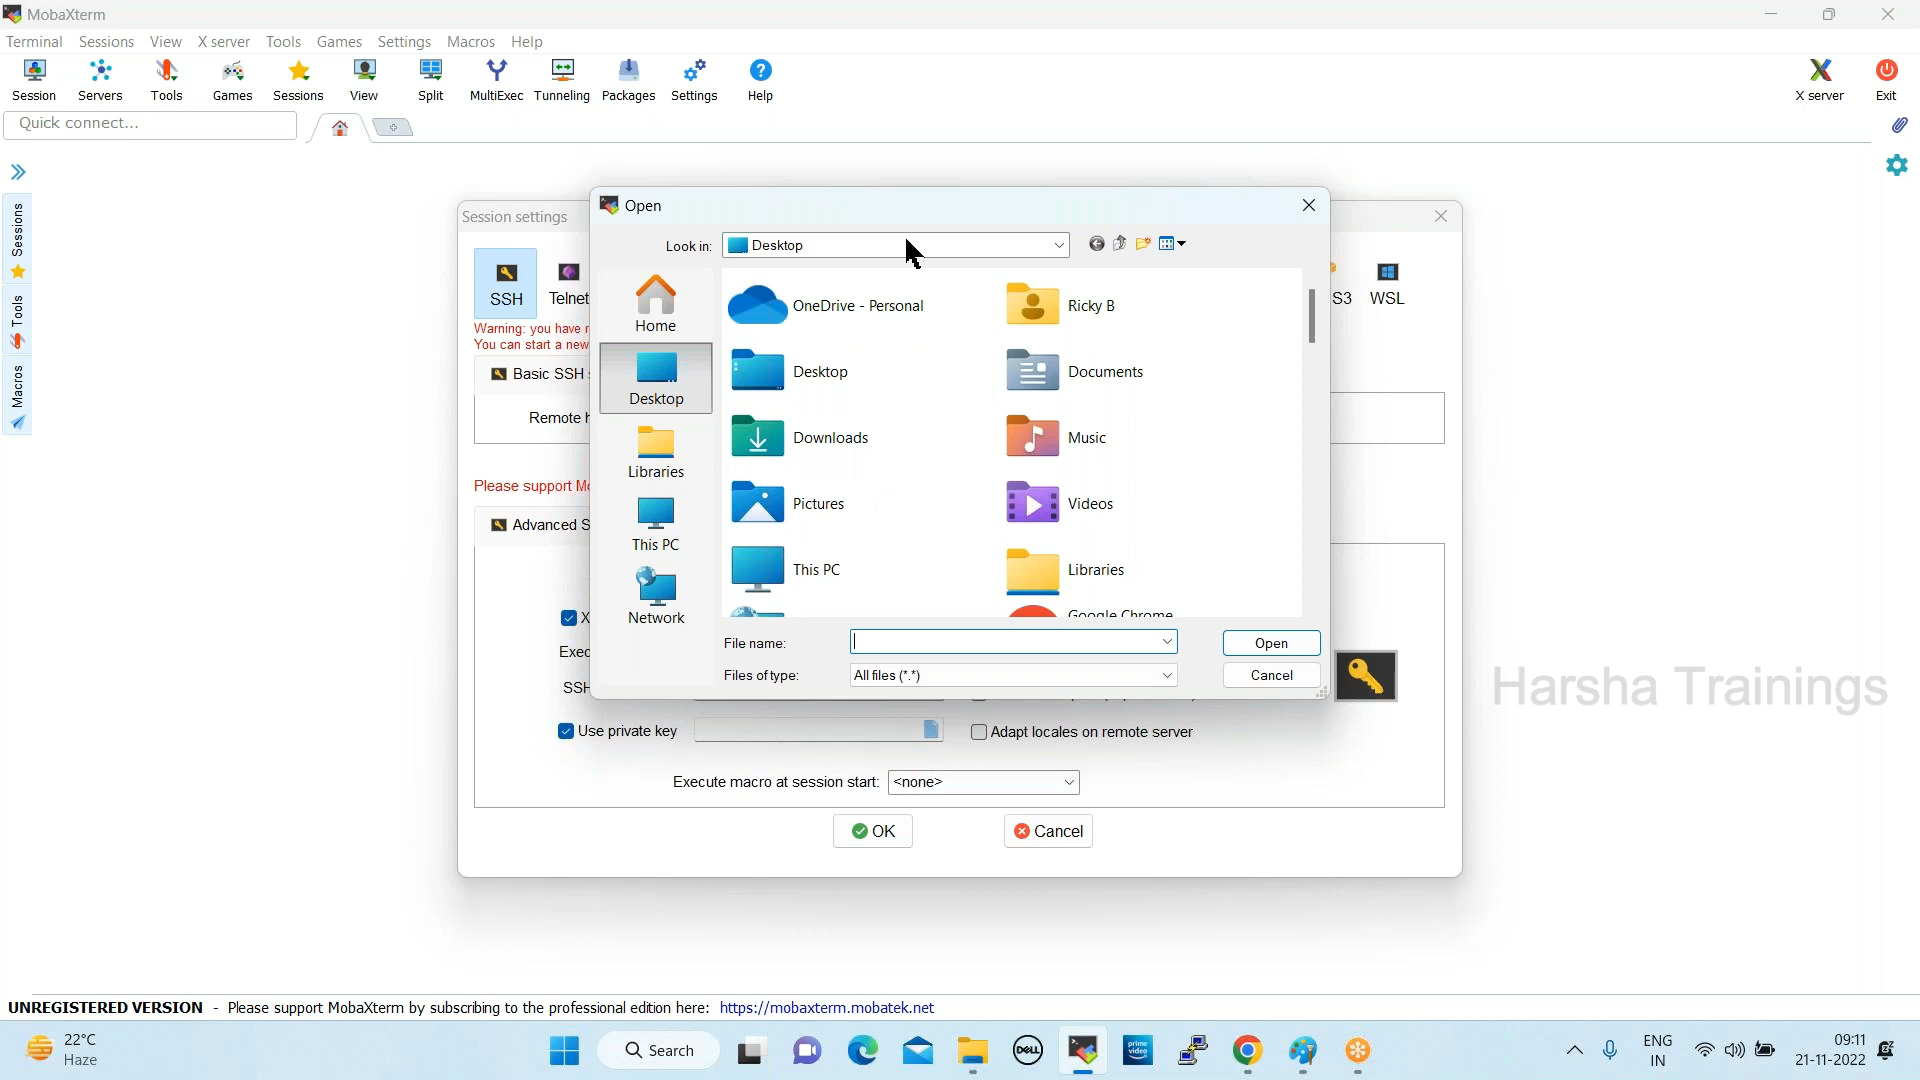 MobaXterm
Terminal Sessions View X server Tools Games Settings Macros Help
Session Servers Tools Games Sessions View Split MultiExec Tunneling Packages Settings Help X server Exit
Quick connect...
Sessions
Tools
Macros
Session settings
SSH Telnet S3 WSL
Warning: you have
You can start a new
Basic SSH
Remote
Please support
Advanced
Use private key
Adapt locales on remote server
Execute macro at session start: <none>
OK Cancel
Open
Look in: Desktop
Home
Desktop
Libraries
This PC
Network
OneDrive - Personal Ricky B
Desktop Documents
Downloads Music
Pictures Videos
This PC Libraries
Google Chrome
File name: Open
Files of type: All files (*.*) Cancel
Harsha Trainings
UNREGISTERED VERSION - Please support MobaXterm by subscribing to the professional edition here: https://mobaxterm.mobatek.net
22°C
Haze
Search
DELL
prime video
ENG
IN
09:11
21-11-2022